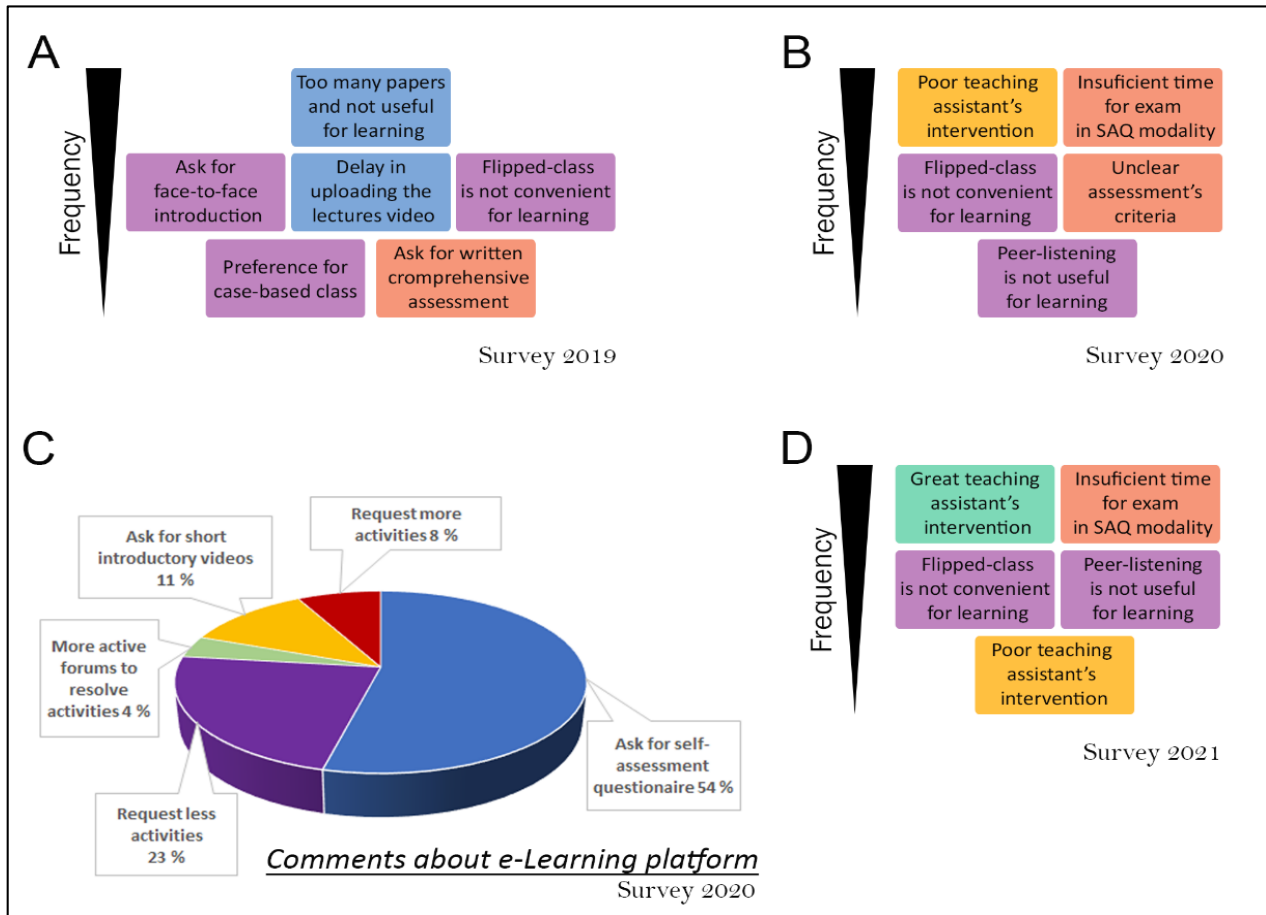 A
Frequency
Too many papers
and not useful
for learning
Ask for
face-to-face
introduction
Delay in
uploading the
lectures video
Flipped-class
is not convenient
for learning
Preference for
case-based class
Ask for written
cromprehensive
assessment
Survey 2019
B
Frequency
Poor teaching
assistant's
intervention
Insuficient time
for exam
in SAQ modality
Flipped-class
is not convenient
for learning
Unclear
assessment's
criteria
Peer-listening
is not useful
for learning
Survey 2020
C
Request more
activities 8 %
Ask for short
introductory videos
11 %
More active
forums to
resolve
activities 4 %
Ask for self-
assessment
questionaire 54 %
Request less
activities
23 %
Comments about e-Learning platform
Survey 2020
D
Frequency
Great teaching
assistant's
intervention
Insuficient time
for exam
in SAQ modality
Flipped-class
is not convenient
for learning
Peer-listening
is not useful
for learning
Poor teaching
assistant's
intervention
Survey 2021